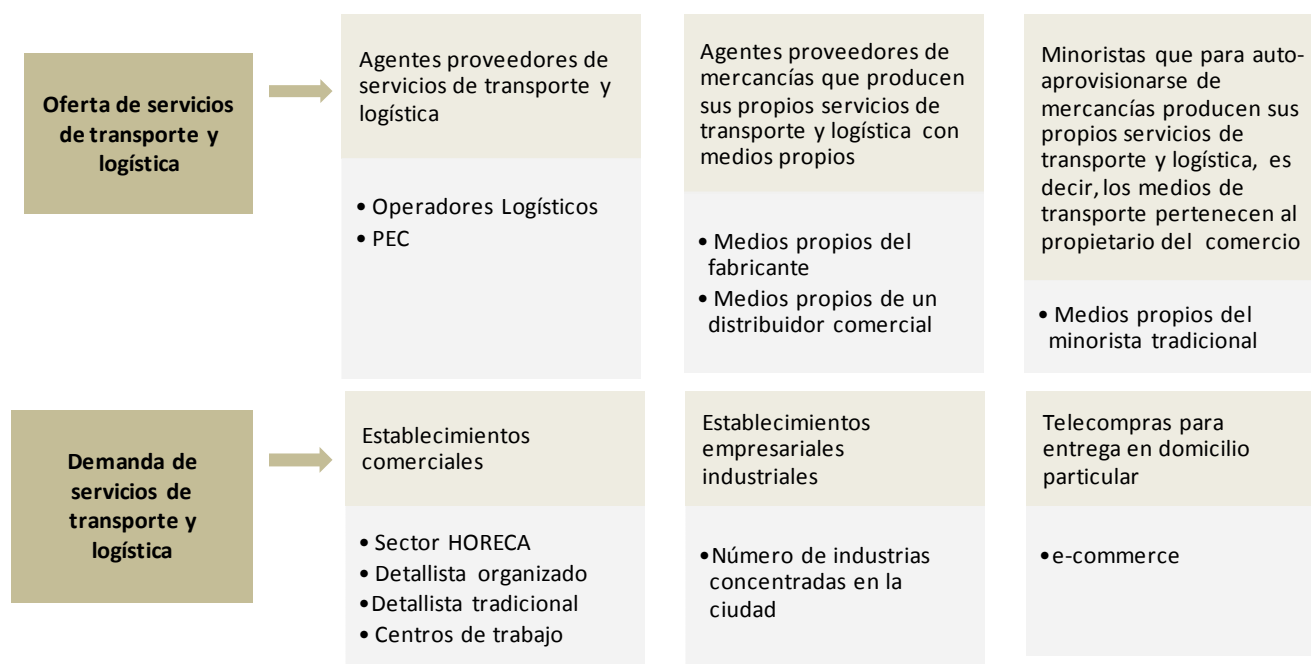 Oferta de servicios
de transporte y
logística
Agentes proveedores de
servicios de transporte y
logística
• Operadores Logísticos
• PEC
Agentes proveedores de
mercancías que producen
sus propios servicios de
transporte y logística con
medios propios
• Medios propios del
fabricante
• Medios propios de un
distribuidor comercial
Minoristas que para auto-
aprovisionarse de
mercancías producen sus
propios servicios de
transporte y logística, es
decir, los medios de
transporte pertenecen al
propietario del comercio
• Medios propios del
minorista tradicional
Demanda de
servicios de
transporte y
logística
Establecimientos
comerciales
• Sector HORECA
• Detallista organizado
•Detallista tradicional
• Centros de trabajo
Establecimientos
empresariales
industriales
•Número de industrias
concentradas en la
ciudad
Telecompras para
entrega en domicilio
particular
•e-commerce